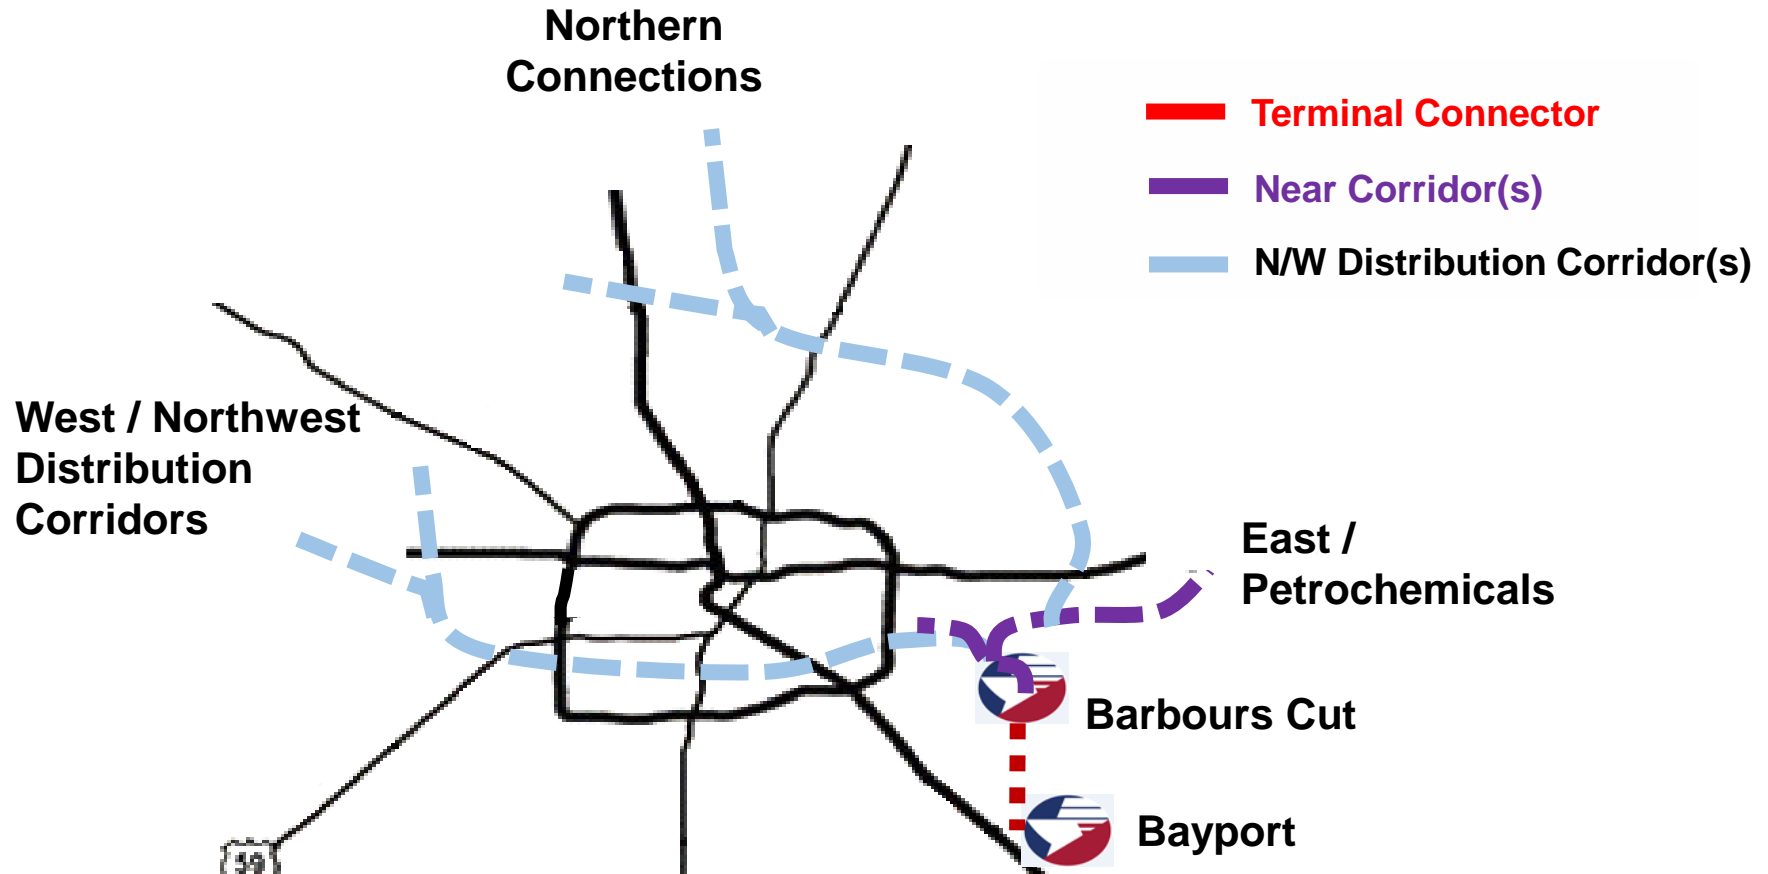 Northern
Connections
Terminal Connector
Near Corridor(s)
N/W Distribution Corridor(s)
West / Northwest
Distribution
Corridors
East /
Petrochemicals
Barbours Cut
Bayport
59